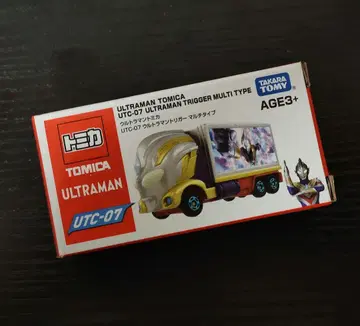 ULTRAMAN TOMICA
UTC-07 ULTRAMAN TRIGGER MULTI TYPE
ウルトラマントミカ
UTC-07 ウルトラマントリガー マルチタイプ
TAKARA TOMY
AGE3+
トミカ
TOMICA
ULTRAMAN
UTC-07